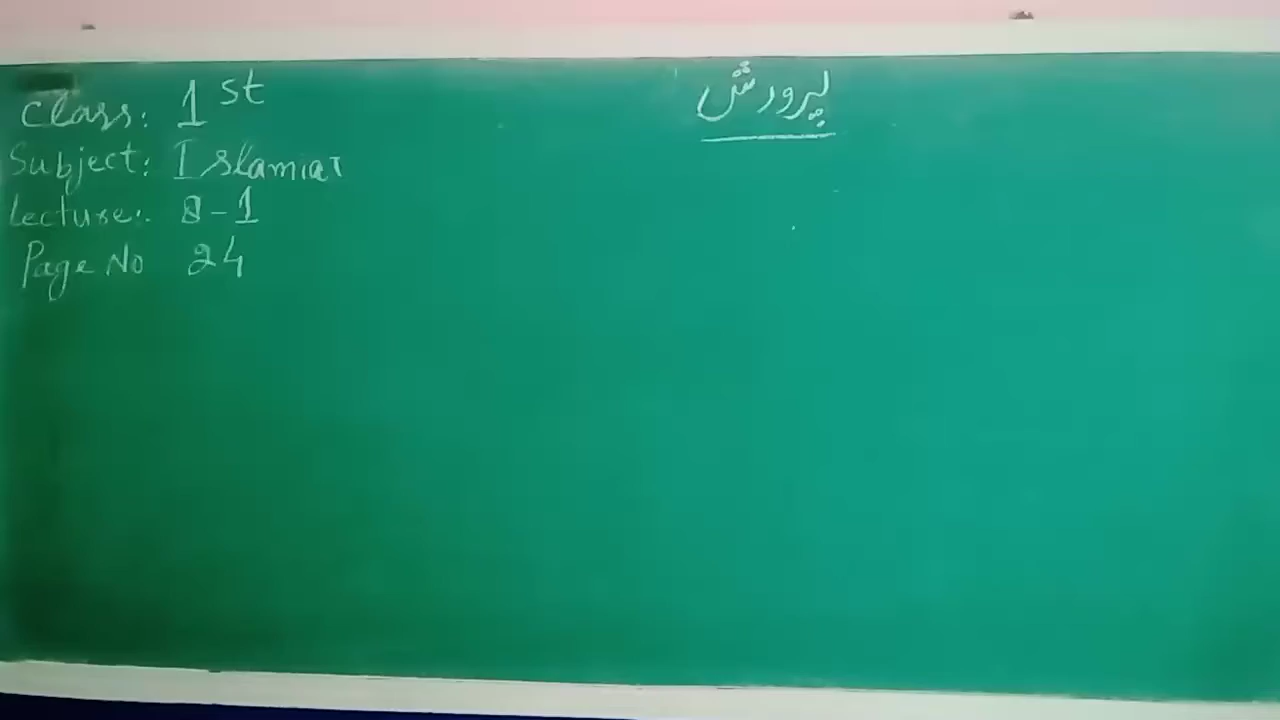 Class: 1st
Subject: Islamiat
Lecture: 8-1
Page No 24
پرورش